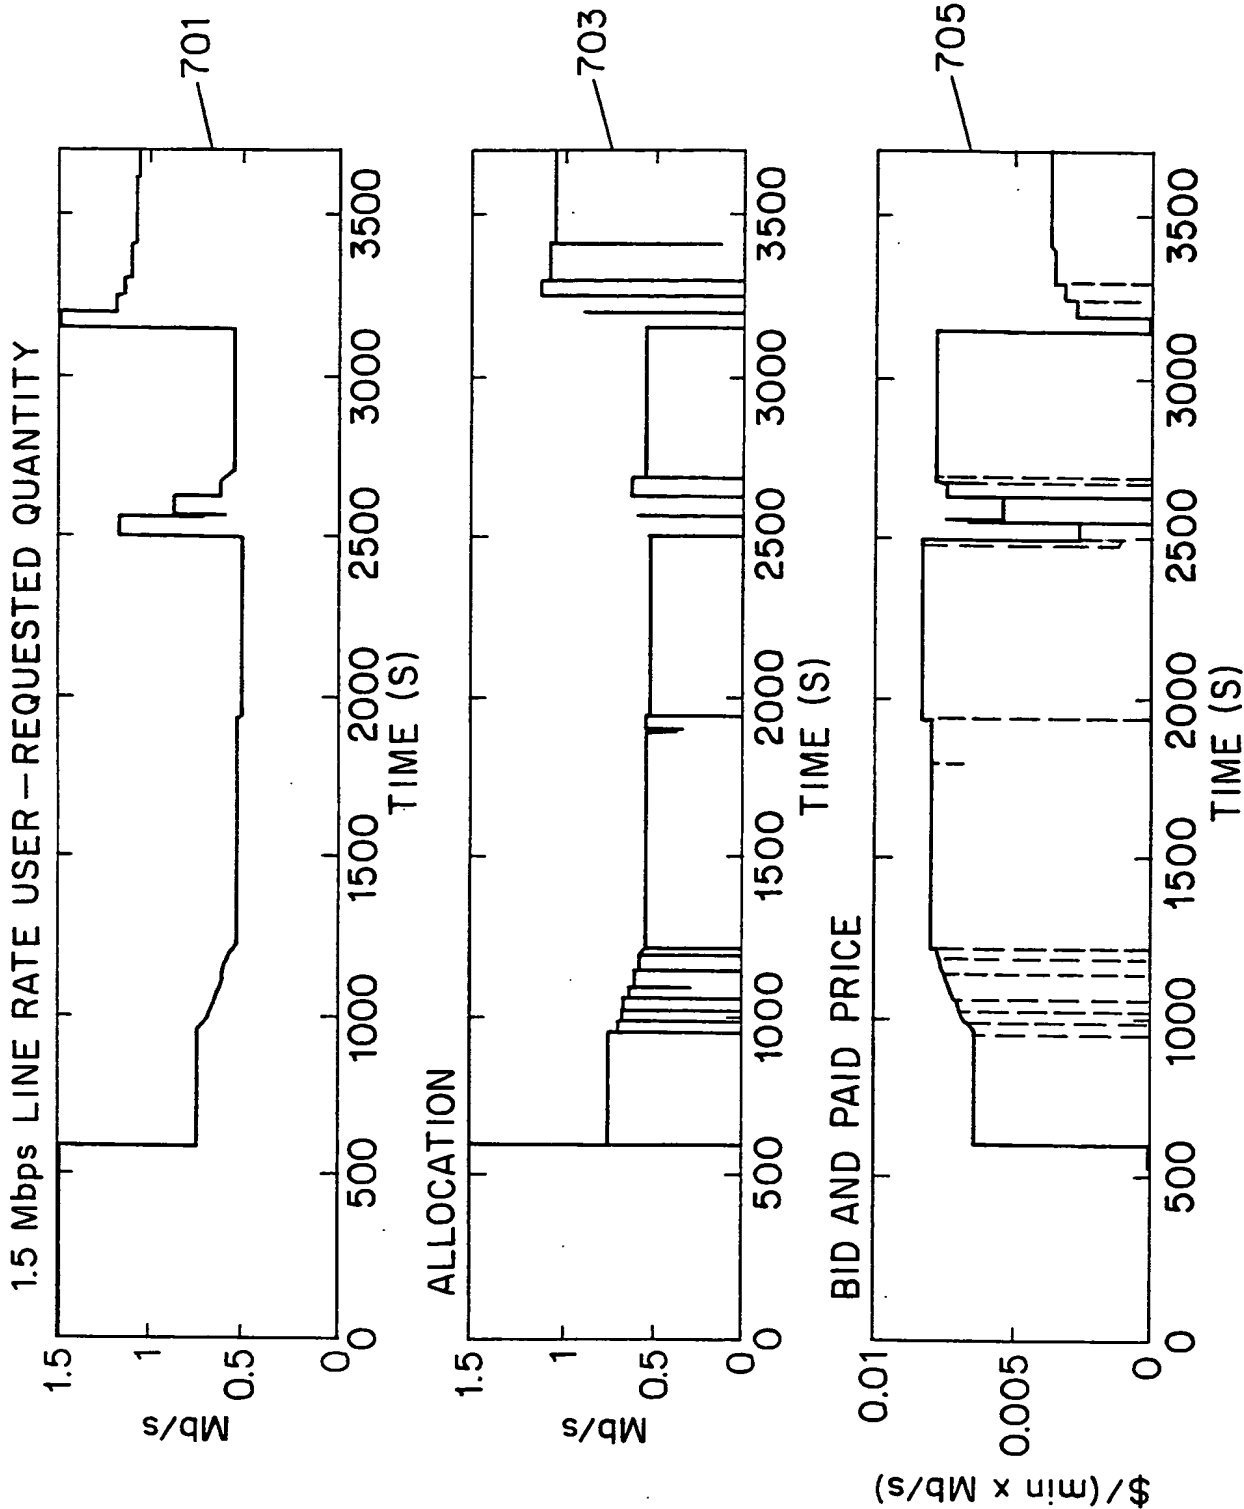 1.5 Mbps LINE RATE USER—REQUESTED QUANTITY
701
Mb/s
1.5
1
0.5
0
0 500 1000 1500 2000 2500 3000 3500
TIME (S)
ALLOCATION
703
Mb/s
1.5
1
0.5
0
0 500 1000 1500 2000 2500 3000 3500
TIME (S)
BID AND PAID PRICE
705
$/(min x Mb/s)
0.01
0.005
0
0 500 1000 1500 2000 2500 3000 3500
TIME (S)